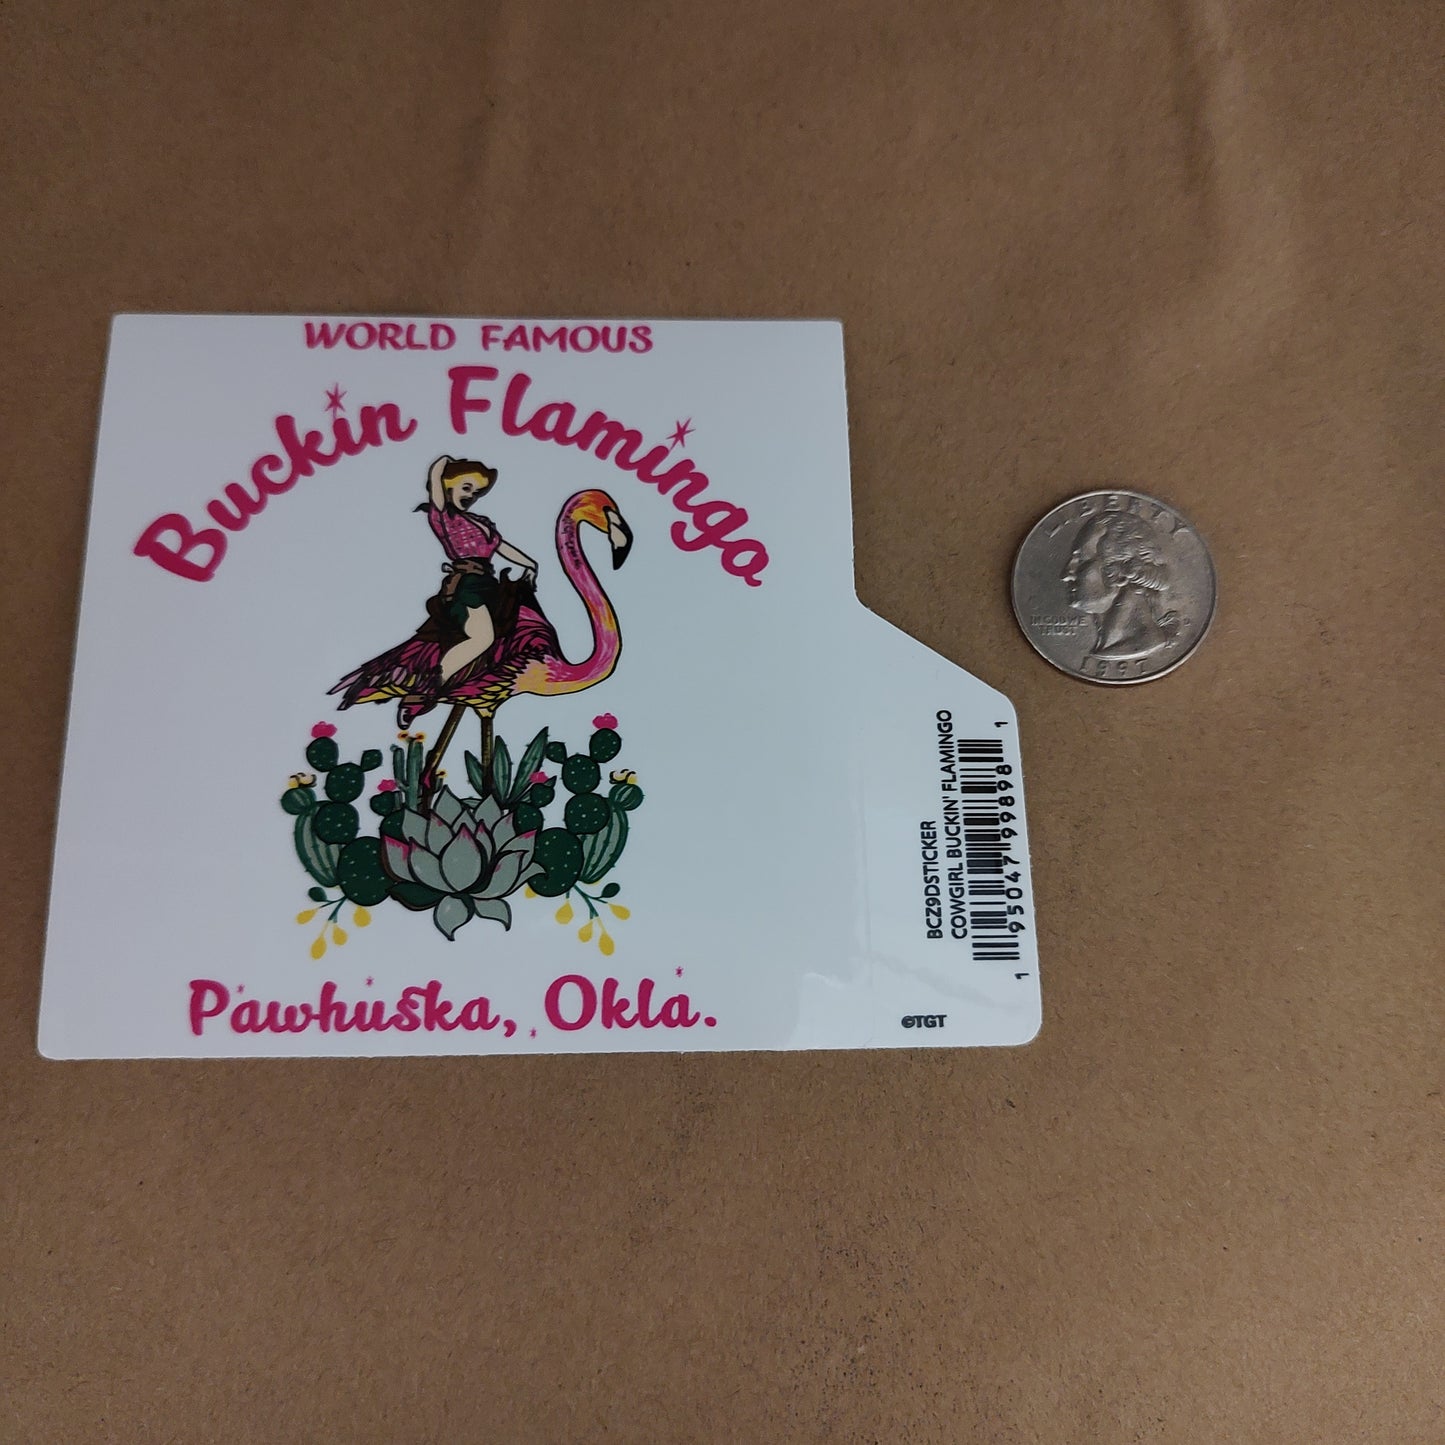 WORLD FAMOUS
Buckin Flamingo
Pawhuska, Okla.
BCZ9DSTICKER
COWGIRL BUCKIN' FLAMINGO
1 95047 99898 1
©TGT
LIBERTY
IN GOD WE
TRUST
D
1997